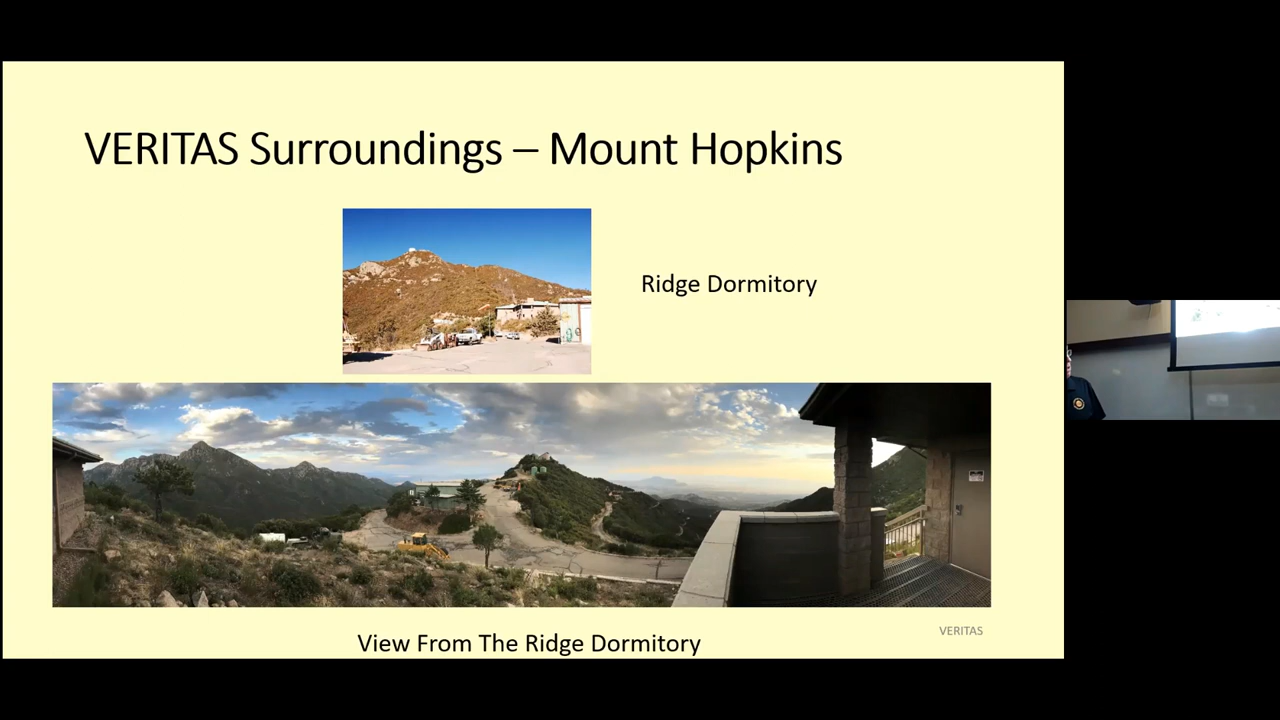 VERITAS Surroundings – Mount Hopkins
Ridge Dormitory
View From The Ridge Dormitory
VERITAS